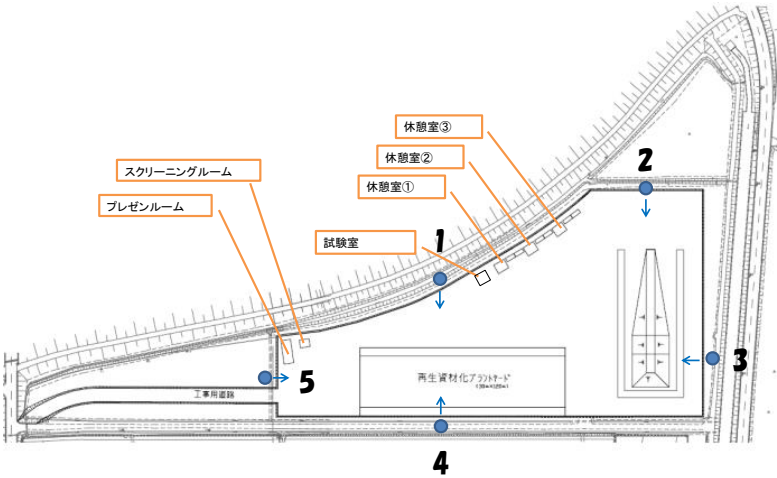 休憩室③
2
休憩室②
スクリーニングルーム
休憩室①
プレゼンルーム
1
試験室
3
再生資材化プラントヤード
5
工事用道路
4